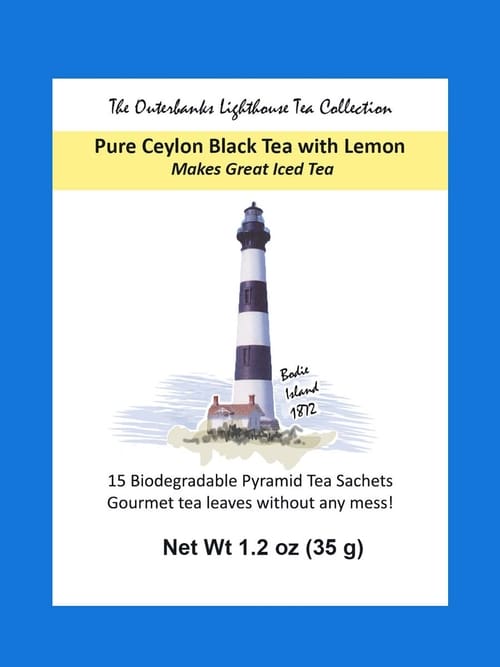 The Outerbanks Lighthouse Tea Collection
Pure Ceylon Black Tea with Lemon
Makes Great Iced Tea
Bodie
Island
1872
15 Biodegradable Pyramid Tea Sachets
Gourmet tea leaves without any mess!
Net Wt 1.2 oz (35 g)